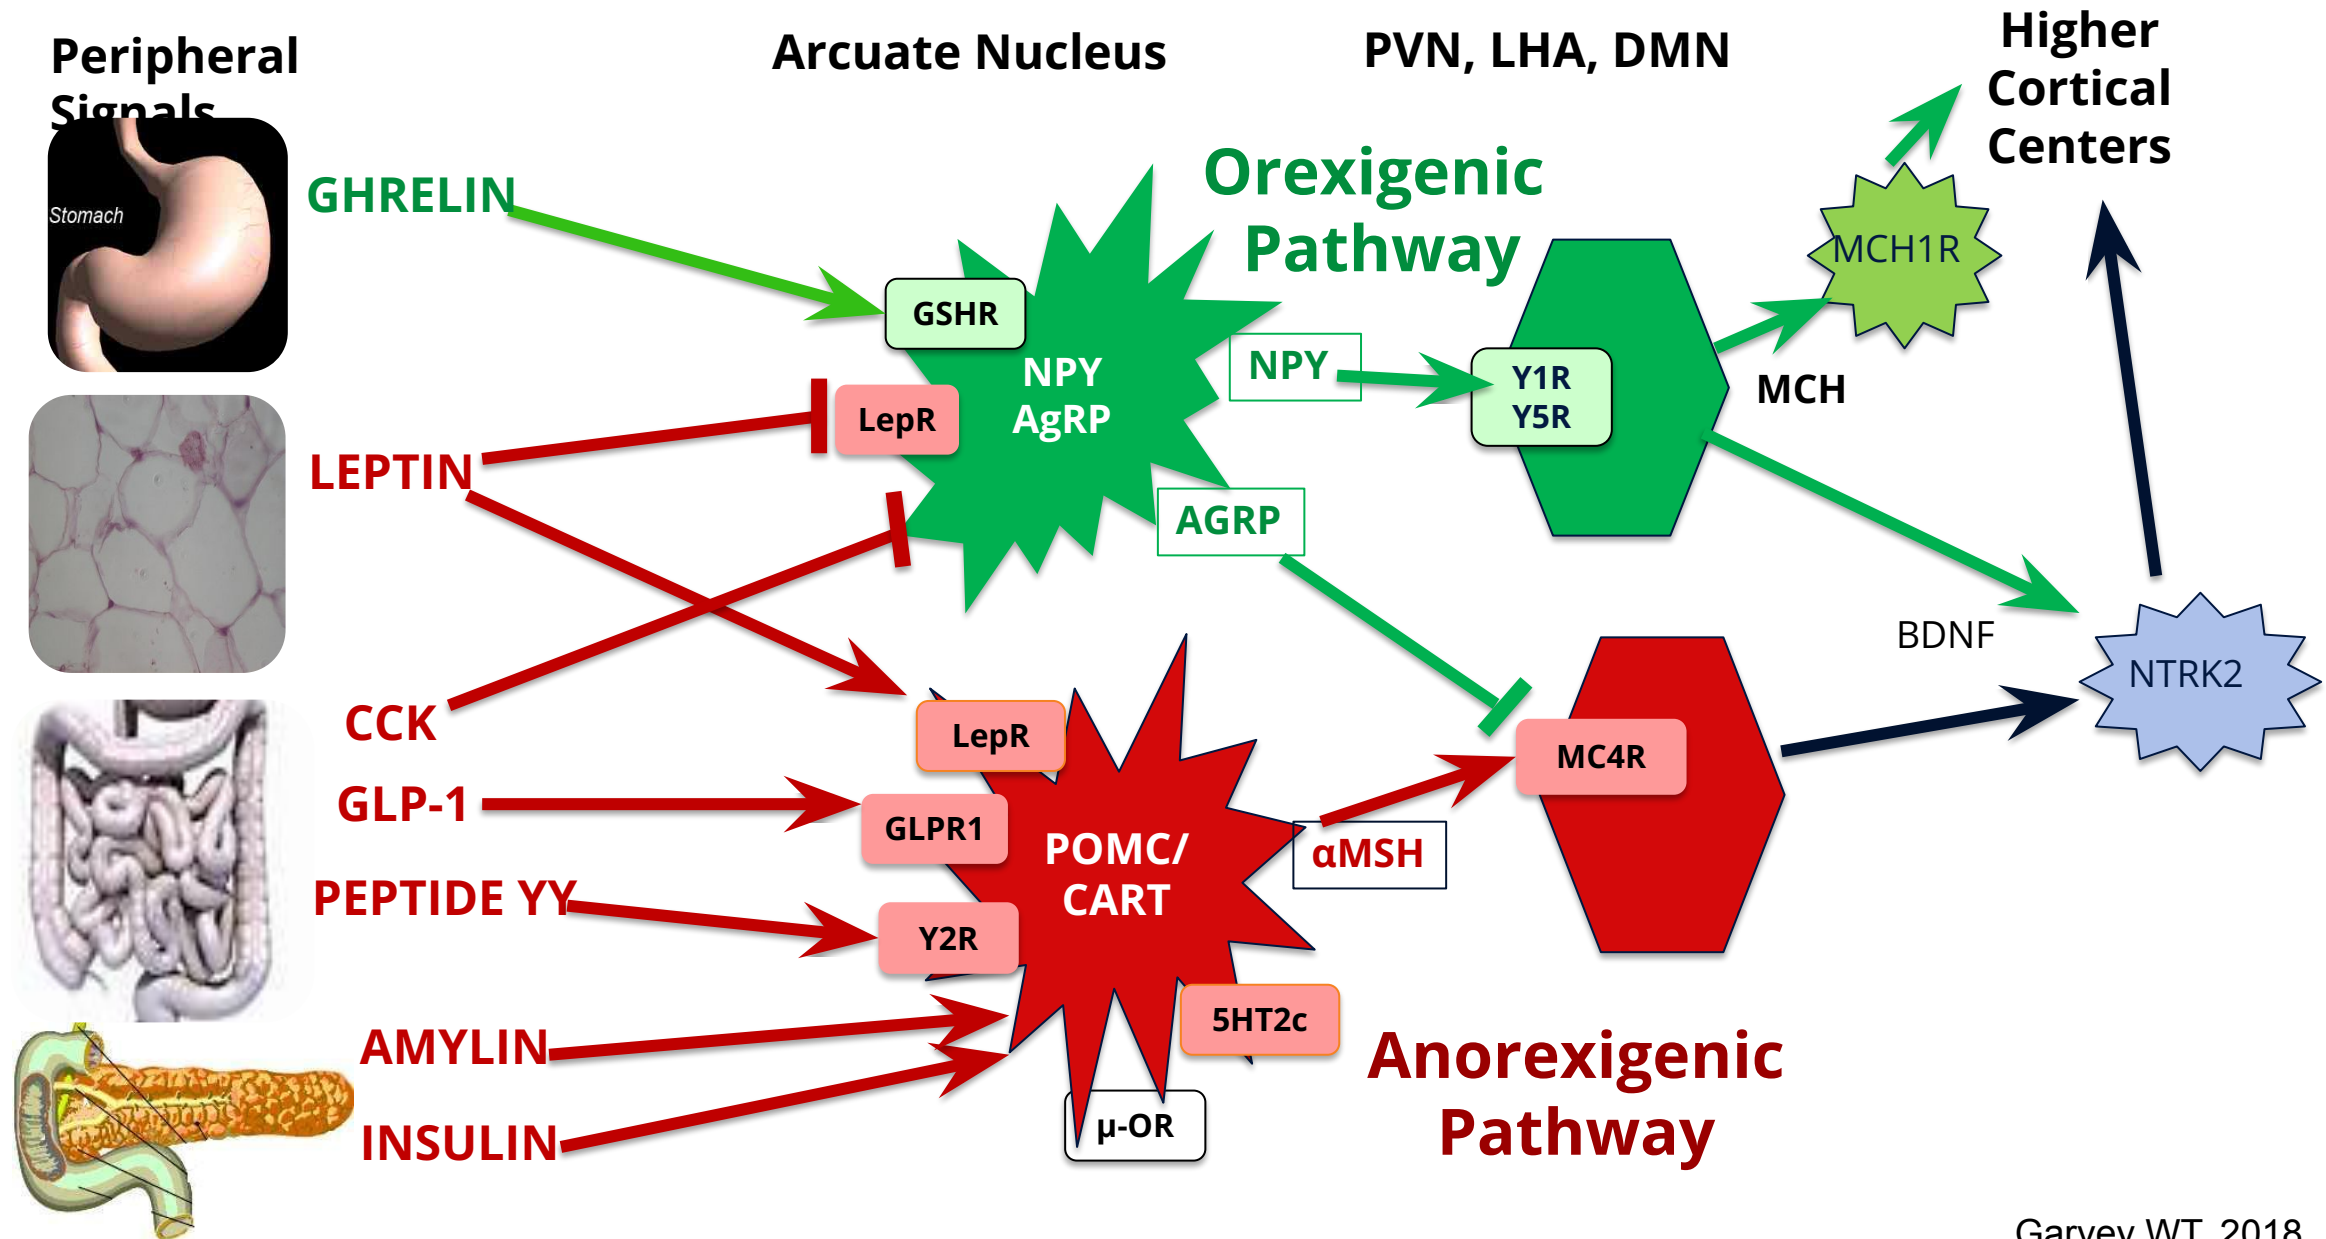 Peripheral
Signals
Arcuate Nucleus
PVN, LHA, DMN
Higher
Cortical
Centers
Stomach
GHRELIN
Orexigenic
Pathway
MCH1R
GSHR
NPY
AgRP
NPY
Y1R
Y5R
MCH
LepR
LEPTIN
AGRP
BDNF
NTRK2
CCK
LepR
MC4R
GLP-1
GLPR1
POMC/
CART
αMSH
PEPTIDE YY
Y2R
5HT2c
AMYLIN
Anorexigenic
Pathway
μ-OR
INSULIN
Garvey WT, 2018